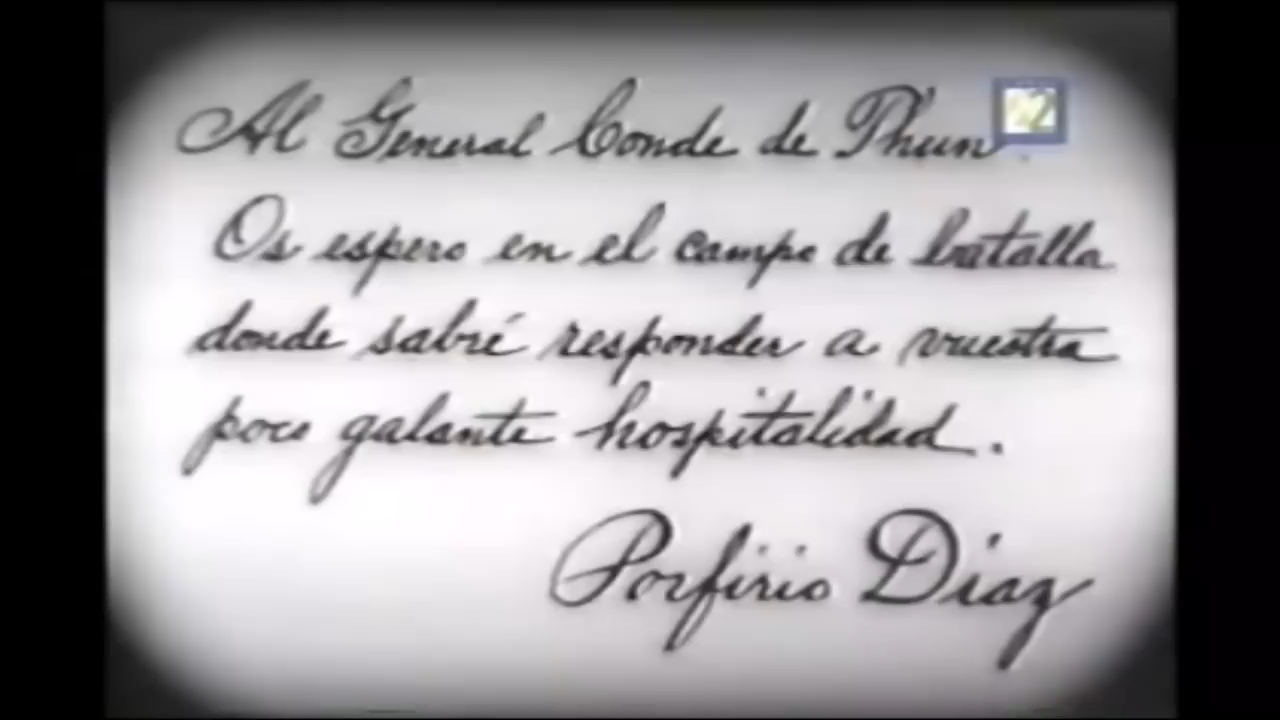 Al General Conde de Thun.
Os espero en el campo de batalla
donde sabré responder a vuestra
poco galante hospitalidad.
Porfirio Diaz